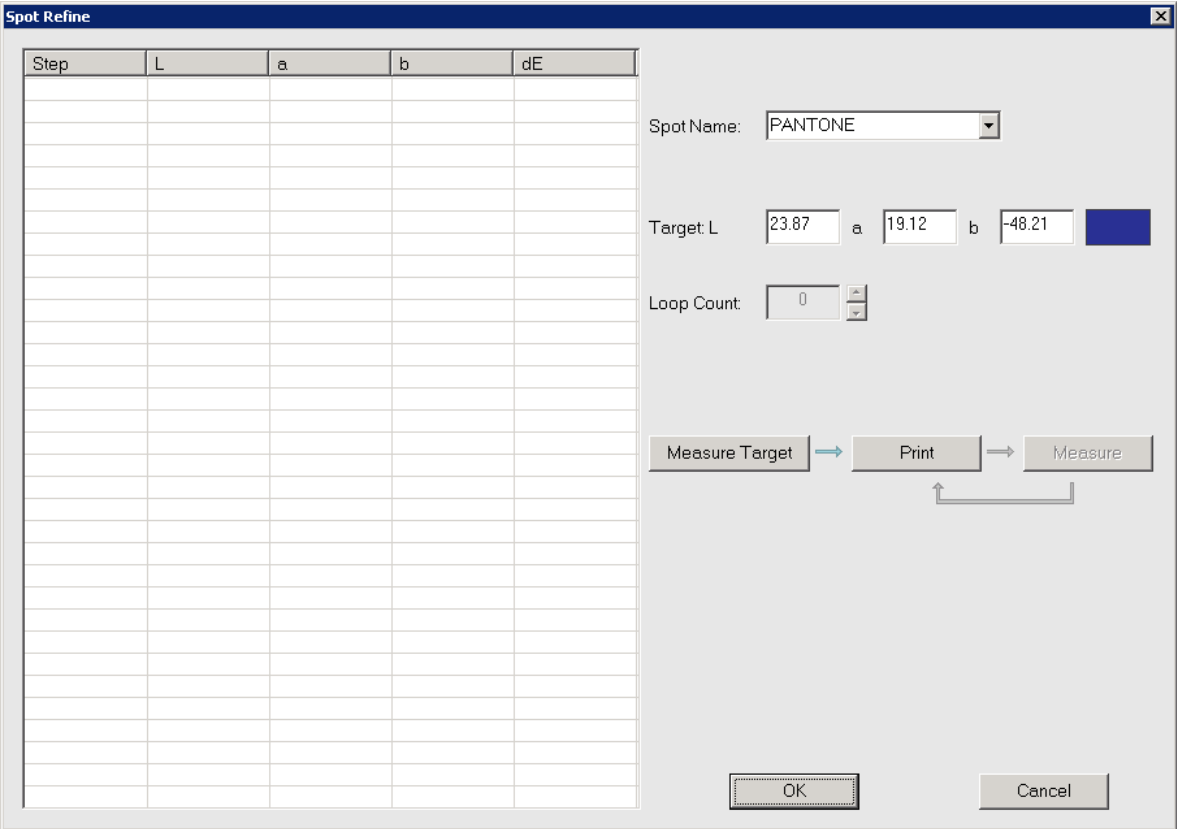 Spot Refine
Step L a b dE
Spot Name: PANTONE
Target: L 23.87 a 19.12 b -48.21
Loop Count: 0
Measure Target Print Measure
OK Cancel